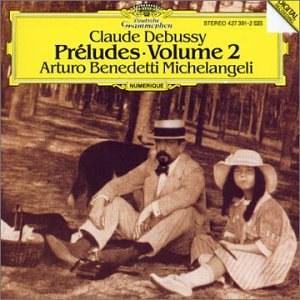 Deutsche
Grammophon
STEREO 427 391-2
Claude Debussy
Préludes · Volume 2
Arturo Benedetti Michelangeli
NUMERIQUE
DIGITAL